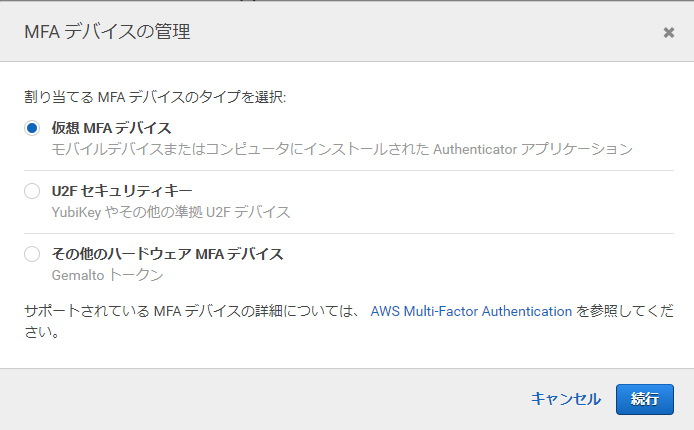 MFA デバイスの管理
✖
割り当てる MFA デバイスのタイプを選択:
仮想 MFA デバイス
モバイルデバイスまたはコンピュータにインストールされた Authenticator アプリケーション
U2F セキュリティキー
YubiKey やその他の準拠 U2F デバイス
その他のハードウェア MFA デバイス
Gemalto トークン
サポートされている MFA デバイスの詳細については、 AWS Multi-Factor Authentication を参照してくだ
さい。
キャンセル 続行